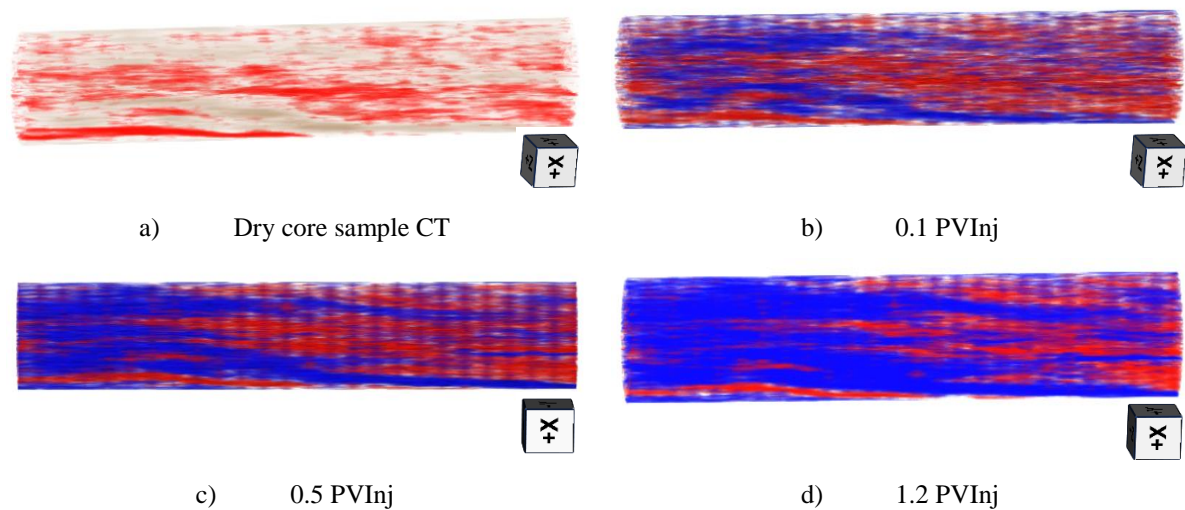 +X
+X
a) Dry core sample CT
b) 0.1 PVInj
+X
+X
c) 0.5 PVInj
d) 1.2 PVInj